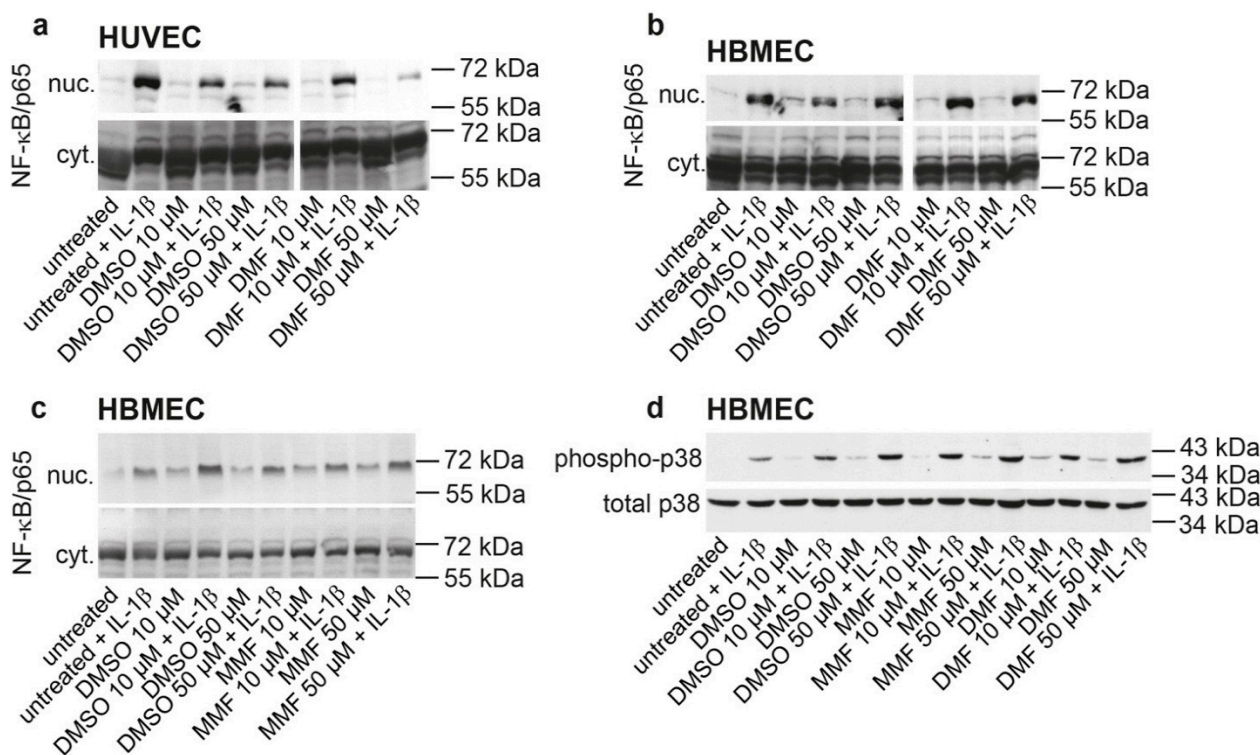 a
HUVEC
NF-κB/p65
nuc.
72 kDa
55 kDa
cyt.
72 kDa
55 kDa
untreated
untreated + IL-1β
DMSO 10 µM
DMSO 10 µM + IL-1β
DMSO 50 µM
DMSO 50 µM + IL-1β
DMF 10 µM
DMF 10 µM + IL-1β
DMF 50 µM
DMF 50 µM + IL-1β
b
HBMEC
NF-κB/p65
nuc.
72 kDa
55 kDa
cyt.
72 kDa
55 kDa
untreated
untreated + IL-1β
DMSO 10 µM
DMSO 10 µM + IL-1β
DMSO 50 µM
DMSO 50 µM + IL-1β
DMF 10 µM
DMF 10 µM + IL-1β
DMF 50 µM
DMF 50 µM + IL-1β
c
HBMEC
NF-κB/p65
nuc.
72 kDa
55 kDa
cyt.
72 kDa
55 kDa
untreated
untreated + IL-1β
DMSO 10 µM
DMSO 10 µM + IL-1β
DMSO 50 µM
DMSO 50 µM + IL-1β
MMF 10 µM
MMF 10 µM + IL-1β
MMF 50 µM
MMF 50 µM + IL-1β
d
HBMEC
phospho-p38
43 kDa
34 kDa
total p38
43 kDa
34 kDa
untreated
untreated + IL-1β
DMSO 10 µM
DMSO 10 µM + IL-1β
DMSO 50 µM
DMSO 50 µM + IL-1β
MMF 10 µM
MMF 10 µM + IL-1β
MMF 50 µM
MMF 50 µM + IL-1β
DMF 10 µM
DMF 10 µM + IL-1β
DMF 50 µM
DMF 50 µM + IL-1β